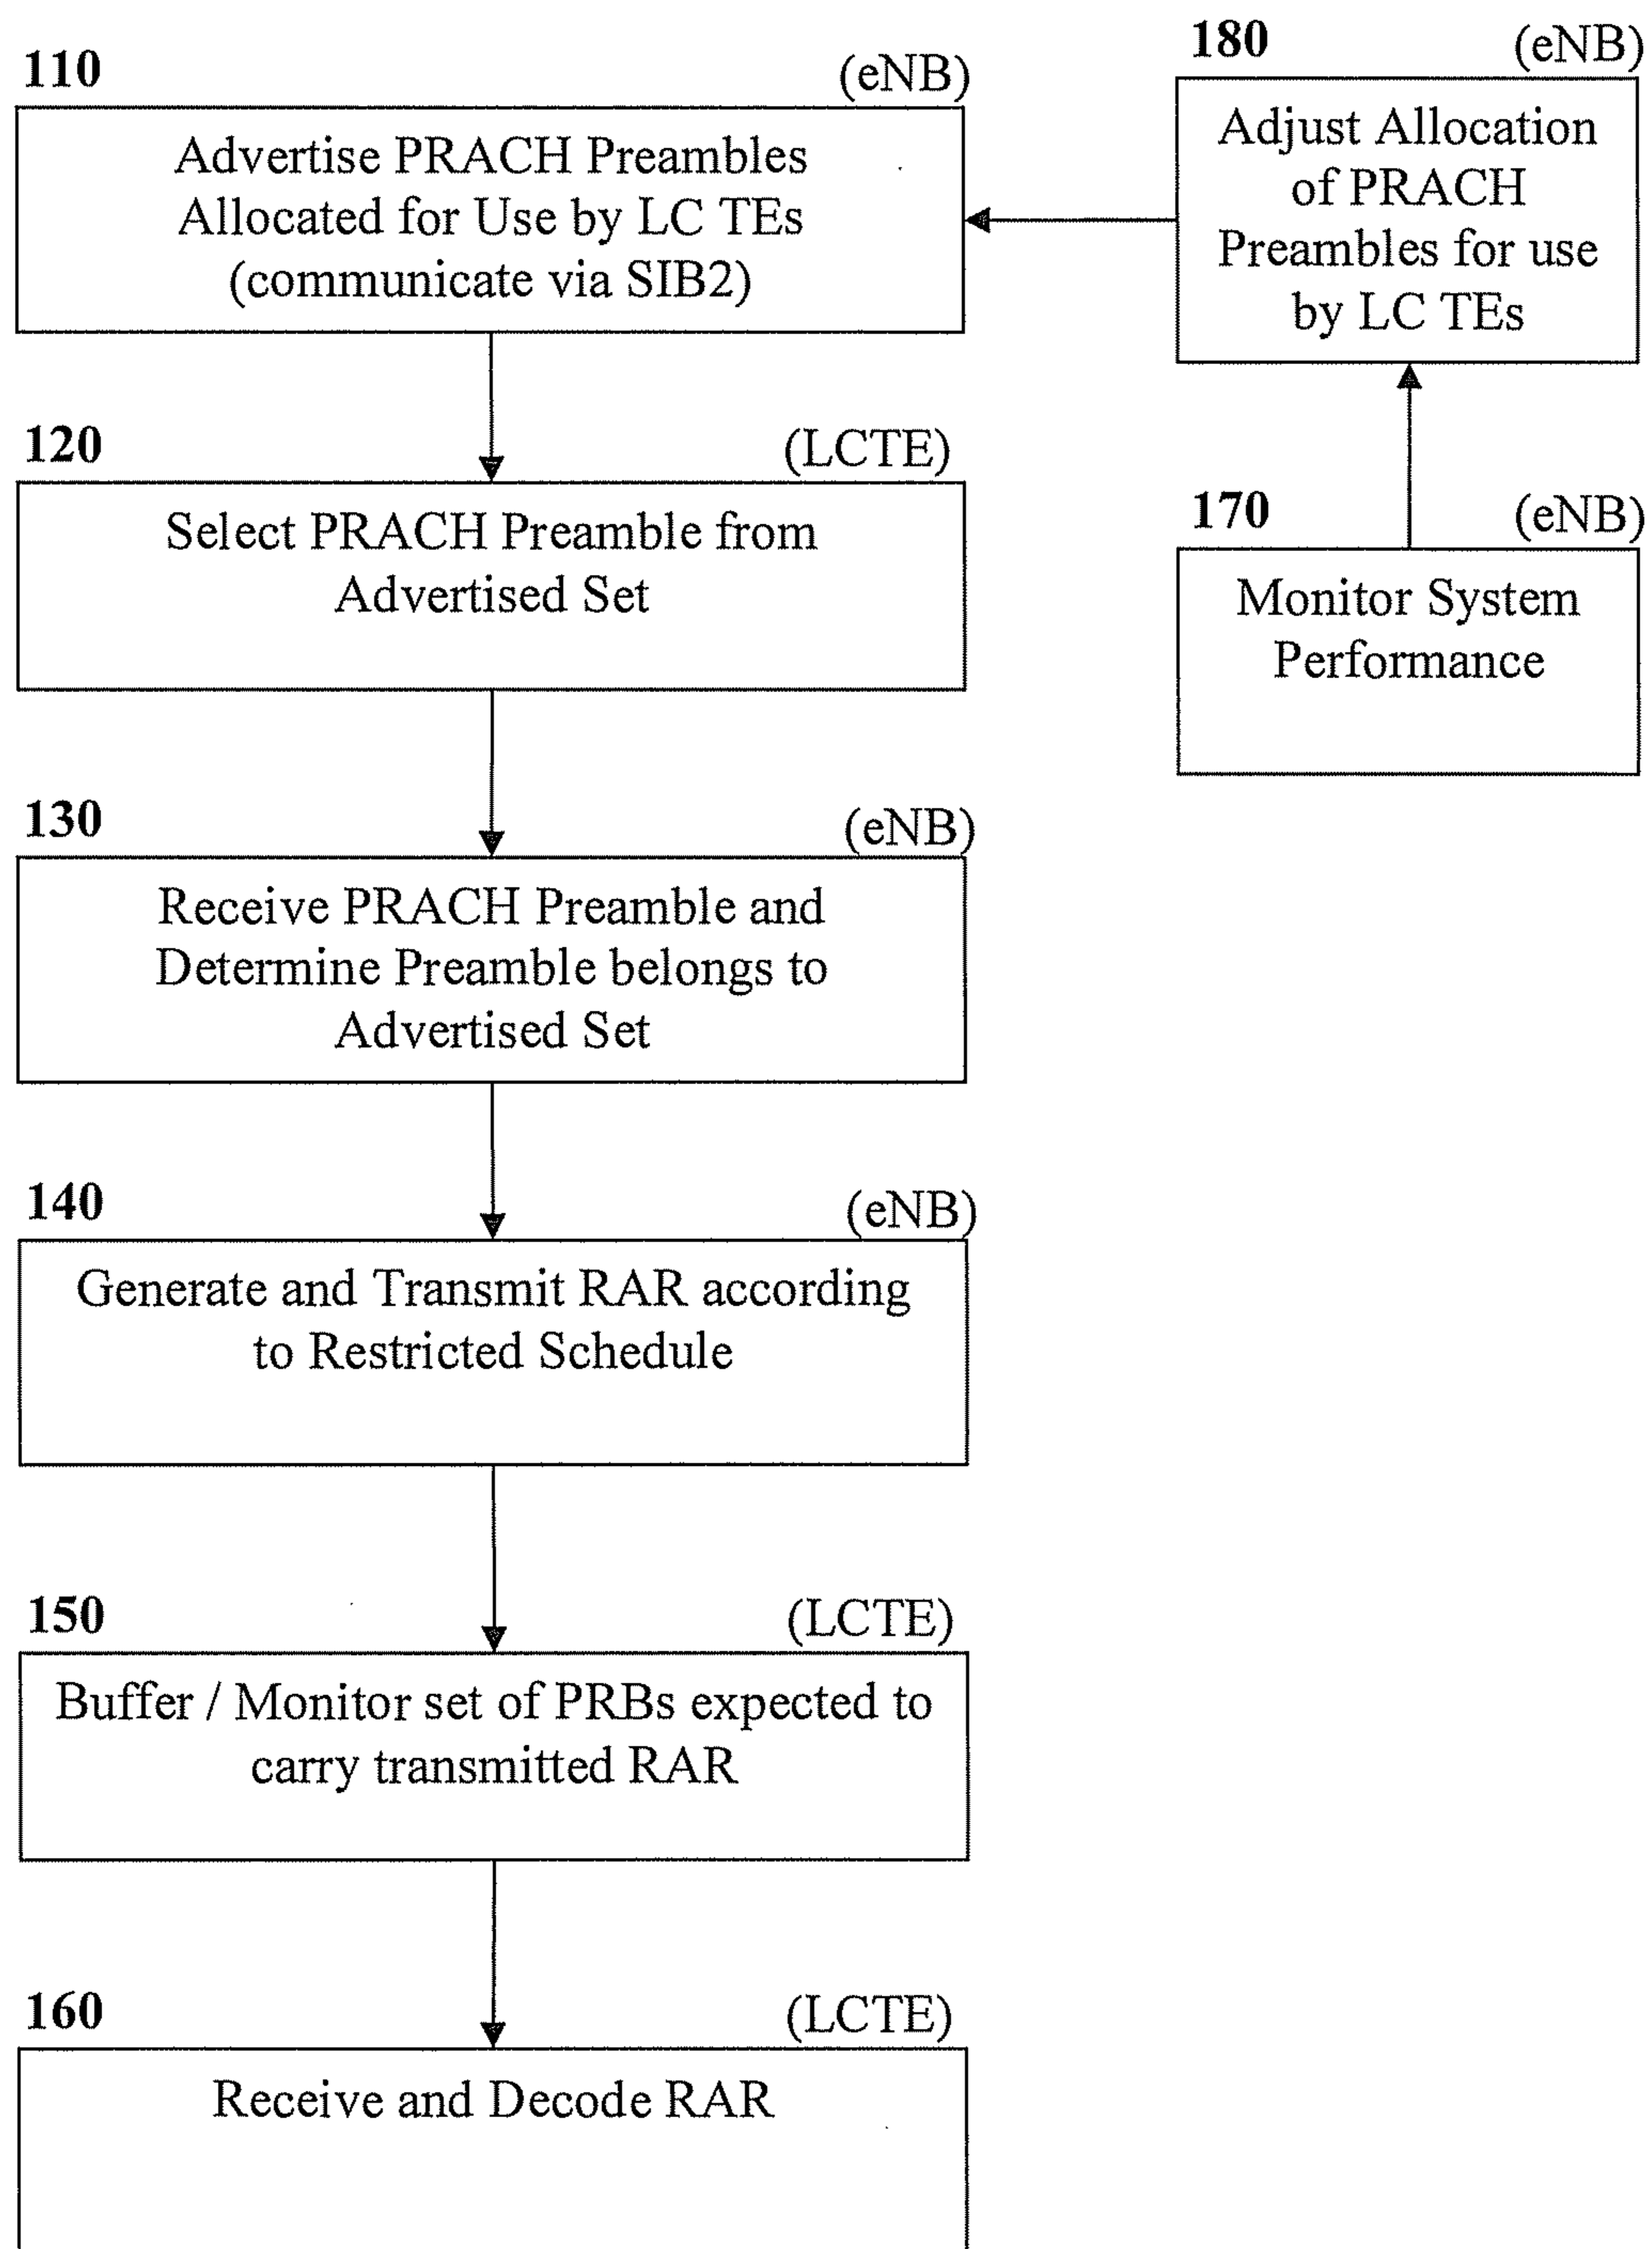 110
(eNB)
Advertise PRACH Preambles
Allocated for Use by LC TEs
(communicate via SIB2)
180
(eNB)
Adjust Allocation
of PRACH
Preambles for use
by LC TEs
120
(LCTE)
Select PRACH Preamble from
Advertised Set
170
(eNB)
Monitor System
Performance
130
(eNB)
Receive PRACH Preamble and
Determine Preamble belongs to
Advertised Set
140
(eNB)
Generate and Transmit RAR according
to Restricted Schedule
150
(LCTE)
Buffer / Monitor set of PRBs expected to
carry transmitted RAR
160
(LCTE)
Receive and Decode RAR